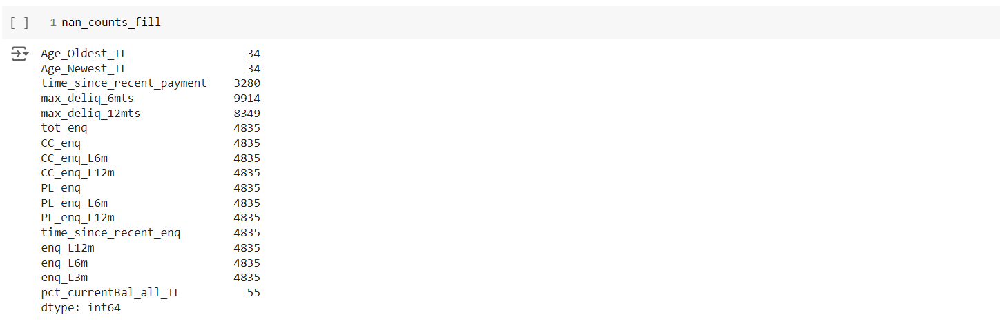 [ ] 1 nan_counts_fill
Age_Oldest_TL 34
Age_Newest_TL 34
time_since_recent_payment 3280
max_deliq_6mts 9914
max_deliq_12mts 8349
tot_enq 4835
CC_enq 4835
CC_enq_L6m 4835
CC_enq_L12m 4835
PL_enq 4835
PL_enq_L6m 4835
PL_enq_L12m 4835
time_since_recent_enq 4835
enq_L12m 4835
enq_L6m 4835
enq_L3m 4835
pct_currentBal_all_TL 55
dtype: int64